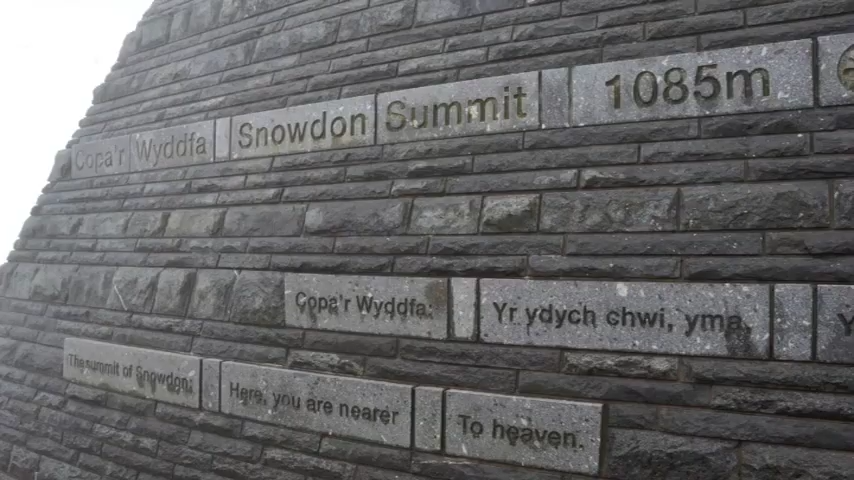 Copa'r Wyddfa Snowdon Summit 1085m
Copa'r Wyddfa: Yr ydych chwi, yma,
The summit of Snowdon: Here, you are nearer To heaven.